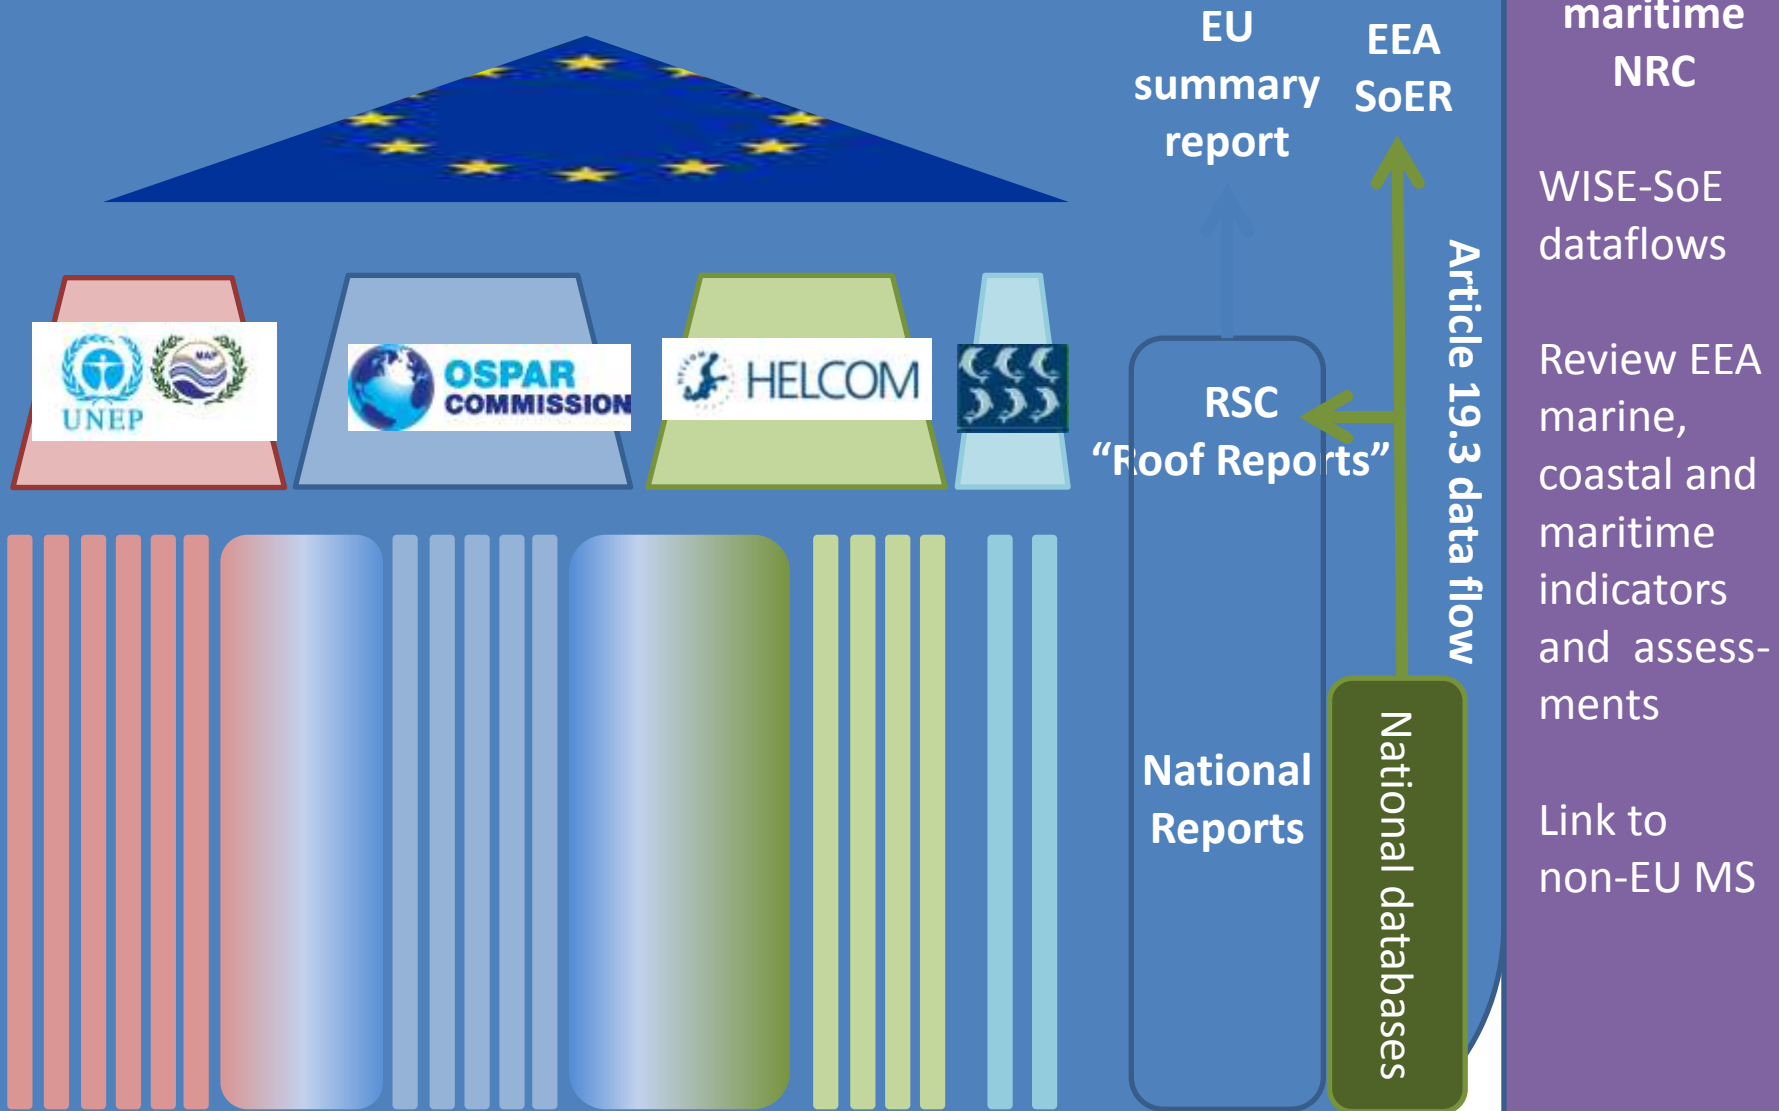 EU
summary
report
EEA
SoER
maritime
NRC
WISE-SoE
dataflows
Review EEA
marine,
coastal and
maritime
indicators
and assess-
ments
Link to
non-EU MS
UNEP
MAP
OSPAR
COMMISSION
HELCOM
RSC
“Roof Reports”
Article 19.3 data flow
National
Reports
National databases